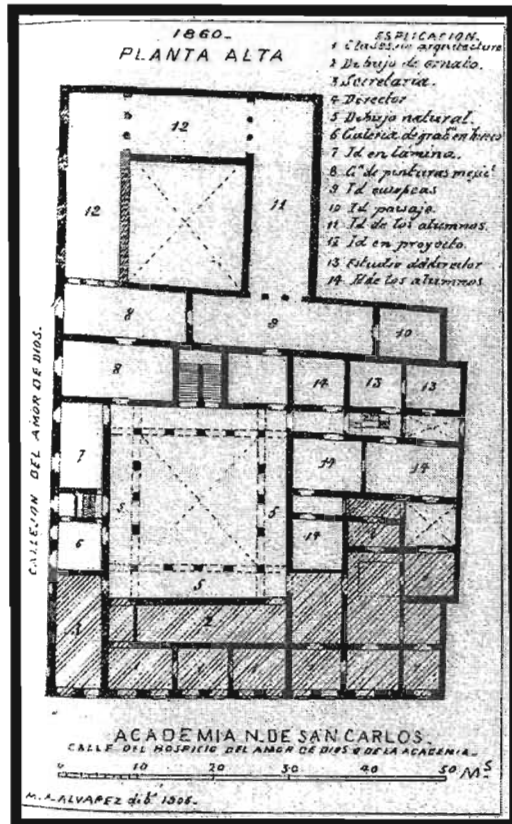 1860-
PLANTA ALTA
ESPLICACION.
1 Clases de arquitectura
2 Dibujo de ornato.
3 Secretaria.
4 Director
5 Dibujo natural.
6 Galeria de grab.
7 Id en lamina.
8 G.ª de pinturas mejic.
9 Id europeas
10 Id paisaje.
11 Id de los alumnos.
12 Id en proyecto.
13 Estudio del director
14 Id de los alumnos
12
12
11
8
9
10
8
14
13
13
7
14
14
5
5
6
14
5
3
2
CALLEJON DEL AMOR DE DIOS.
ACADEMIA N. DE SAN CARLOS.
CALLE DEL HOSPICIO DEL AMOR DE DIOS O DE LA ACADEMIA.
0 10 20 30 40 50 Mˢ
M. A. ALVAREZ dib.º 1906.